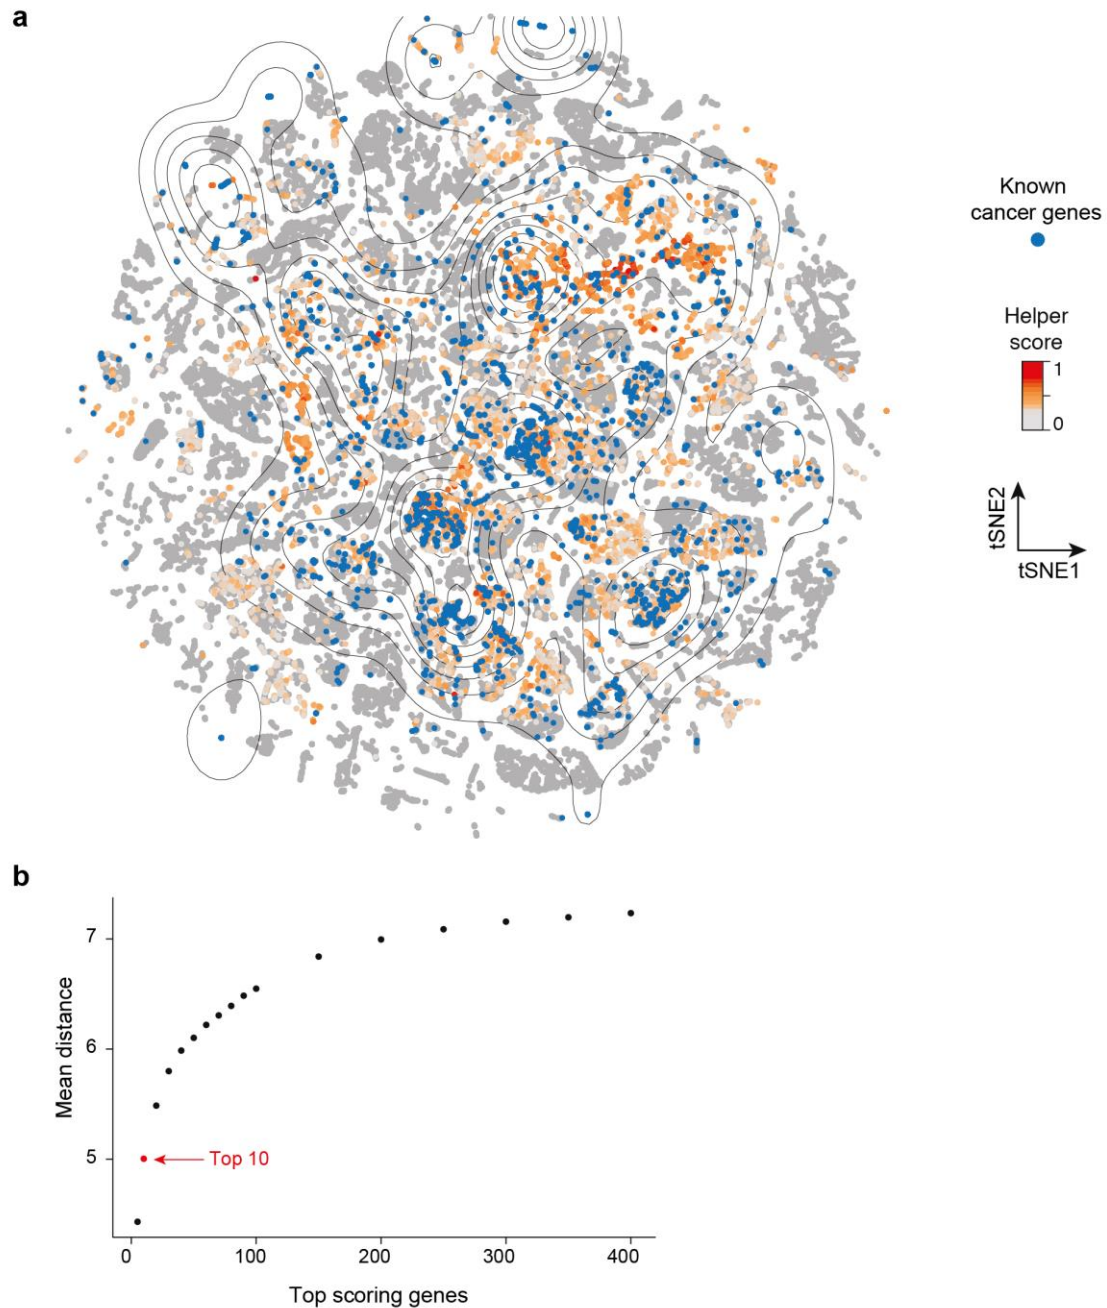 a
Known
cancer genes
Helper
score
1
0
tSNE2
tSNE1
b
Mean distance
7
6
5
Top 10
0 100 200 300 400
Top scoring genes